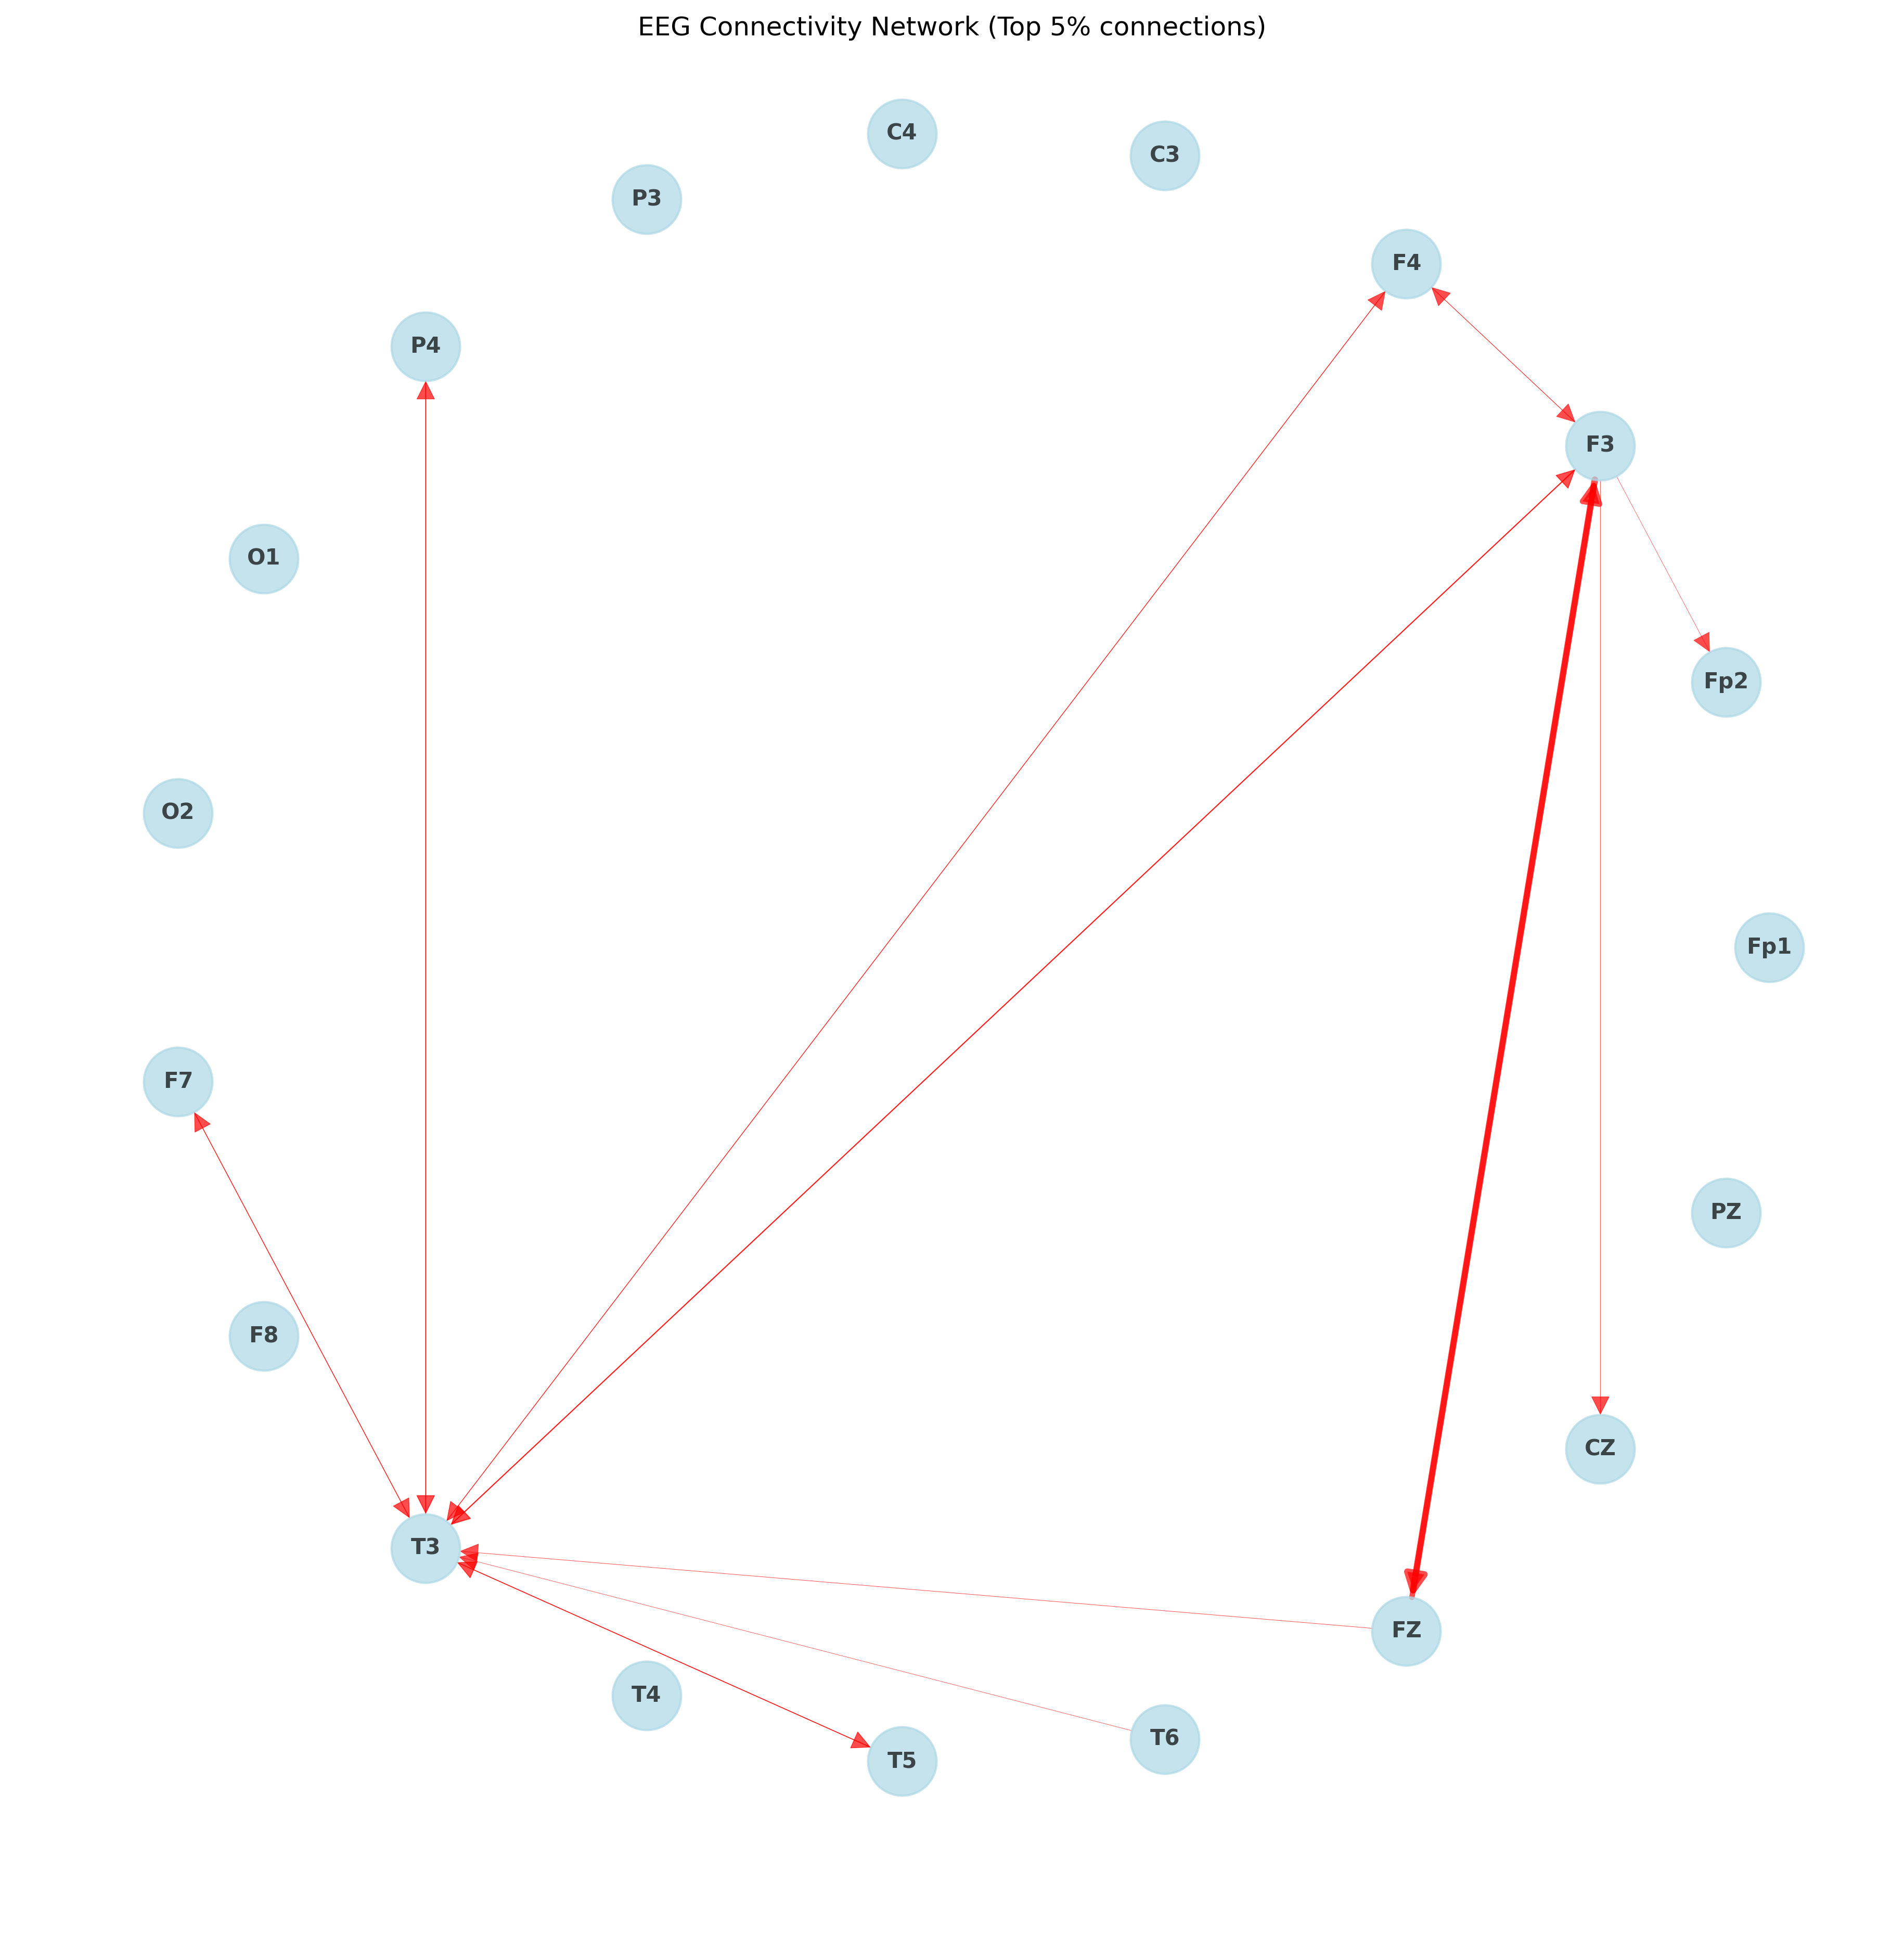 EEG Connectivity Network (Top 5% connections)
C4
C3
P3
F4
P4
F3
O1
Fp2
O2
Fp1
F7
PZ
F8
CZ
T3
FZ
T4
T6
T5